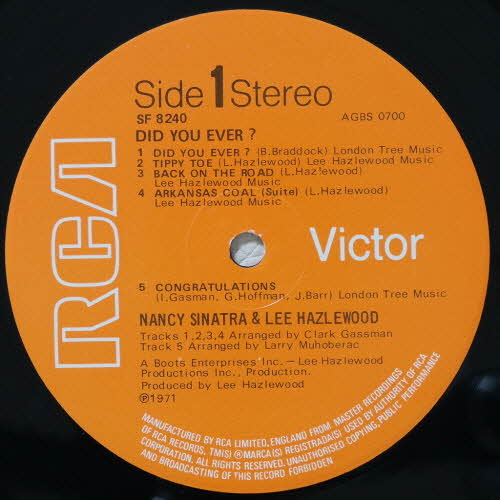 RCA
Side 1 Stereo
SF 8240
AGBS 0700
DID YOU EVER ?
1 DID YOU EVER ? (B.Braddock) London Tree Music
2 TIPPY TOE (L.Hazlewood) Lee Hazlewood Music
3 BACK ON THE ROAD (L.Hazlewood)
Lee Hazlewood Music
4 ARKANSAS COAL (Suite) (L.Hazlewood)
Lee Hazlewood Music
Victor
5 CONGRATULATIONS
(I.Gasman, G.Hoffman, J.Barr) London Tree Music
NANCY SINATRA & LEE HAZLEWOOD
Tracks 1,2,3,4 Arranged by Clark Gassman
Track 5 Arranged by Larry Muhoberac
A Boots Enterprises Inc. – Lee Hazlewood
Productions Inc., Production.
Produced by Lee Hazlewood
℗1971
MANUFACTURED BY RCA LIMITED, ENGLAND FROM MASTER RECORDINGS
OF RCA RECORDS, TM(S) ® MARCA(S) REGISTRADA(S) USED BY AUTHORITY OF RCA
CORPORATION. ALL RIGHTS RESERVED. UNAUTHORISED COPYING, PUBLIC PERFORMANCE
AND BROADCASTING OF THIS RECORD FORBIDDEN